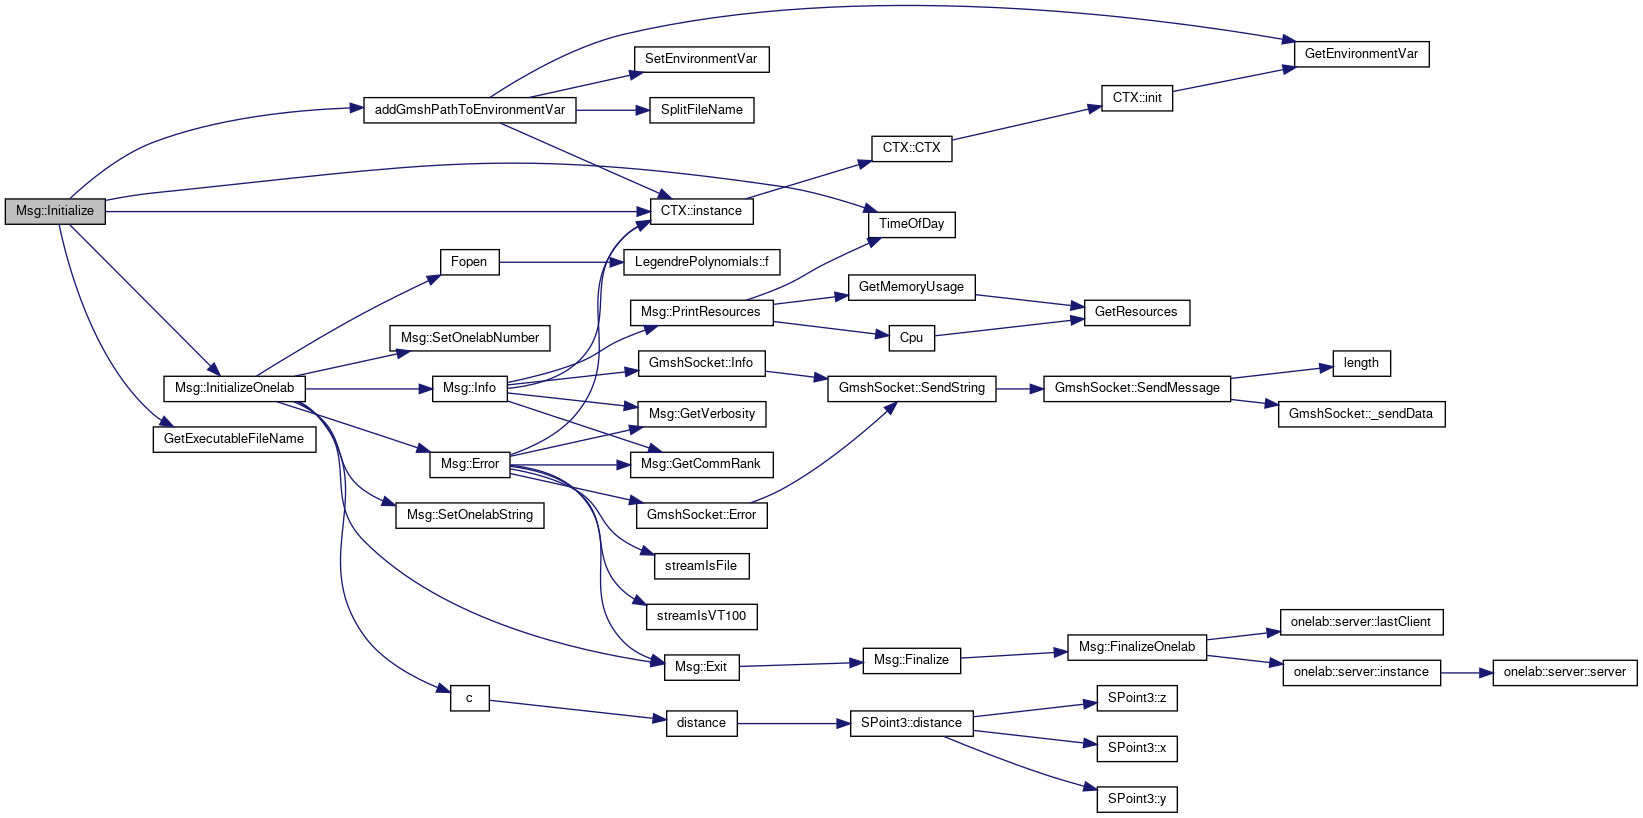 Msg::Initialize
addGmshPathToEnvironmentVar
SetEnvironmentVar
SplitFileName
GetEnvironmentVar
CTX::init
CTX::CTX
CTX::instance
TimeOfDay
Fopen
LegendrePolynomials::f
Msg::SetOnelabNumber
Msg::PrintResources
GetMemoryUsage
Cpu
GetResources
Msg::InitializeOnelab
Msg::Info
GmshSocket::Info
GmshSocket::SendString
GmshSocket::SendMessage
length
GmshSocket::_sendData
Msg::GetVerbosity
GetExecutableFileName
Msg::Error
Msg::GetCommRank
Msg::SetOnelabString
GmshSocket::Error
streamIsFile
streamIsVT100
Msg::Exit
Msg::Finalize
Msg::FinalizeOnelab
onelab::server::lastClient
onelab::server::instance
onelab::server::server
c
distance
SPoint3::distance
SPoint3::z
SPoint3::x
SPoint3::y